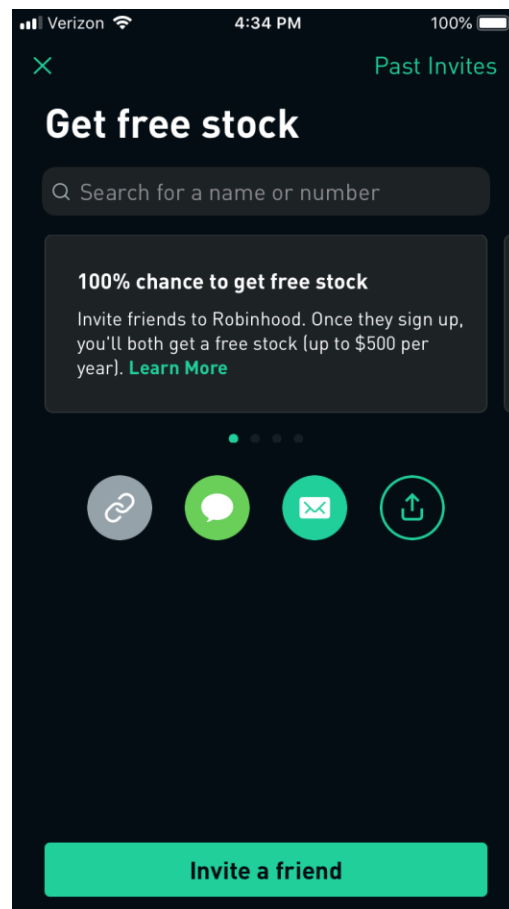 Verizon 4:34 PM 100%
Past Invites
Get free stock
Search for a name or number
100% chance to get free stock
Invite friends to Robinhood. Once they sign up,
you'll both get a free stock (up to $500 per
year). Learn More
Invite a friend